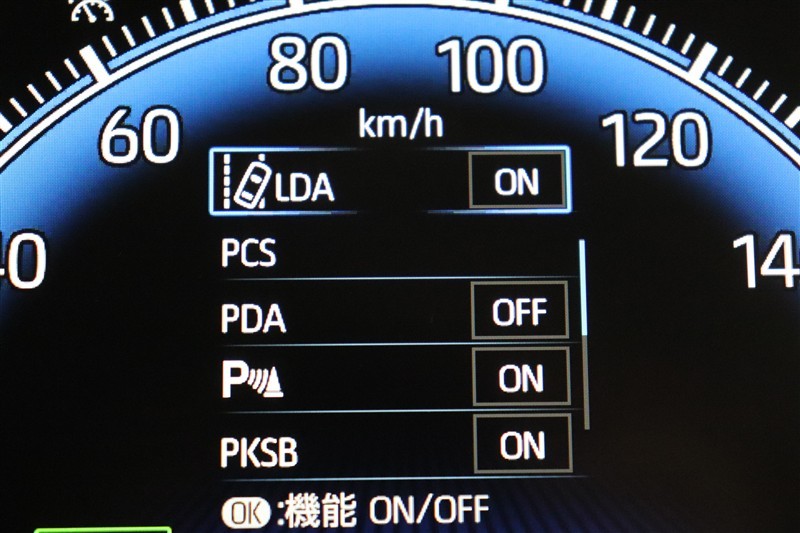 80 100
60 km/h 120
LDA ON
40 140
PCS
PDA OFF
P ON
PKSB ON
OK:機能 ON/OFF